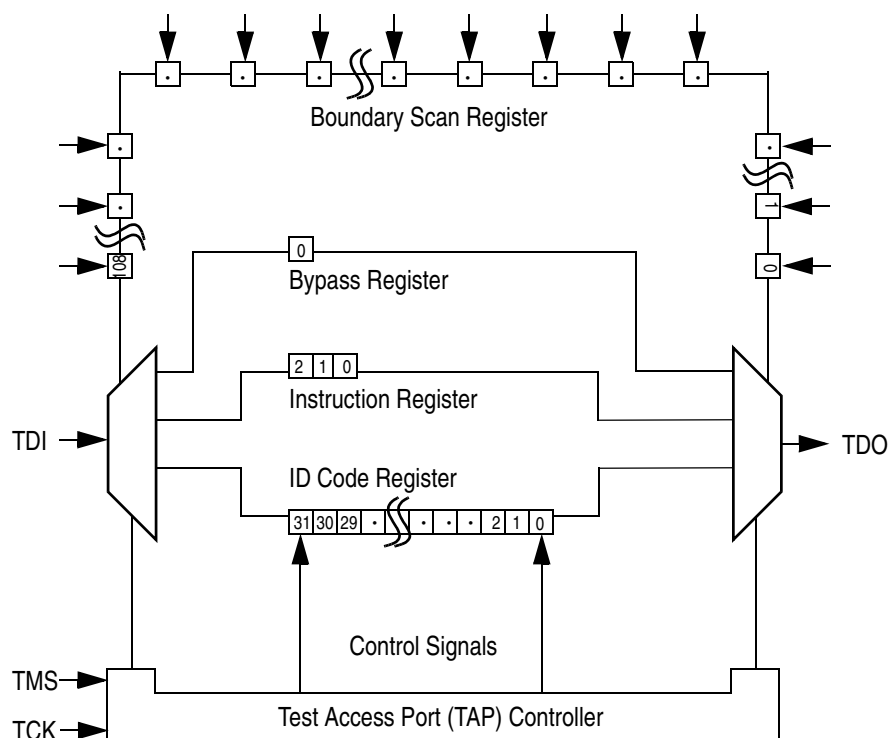 · · · · · · · ·
Boundary Scan Register
· ·
· 1
108 0
0
Bypass Register
2 1 0
Instruction Register
TDI TDO
ID Code Register
31 30 29 · · · · 2 1 0
Control Signals
TMS
Test Access Port (TAP) Controller
TCK